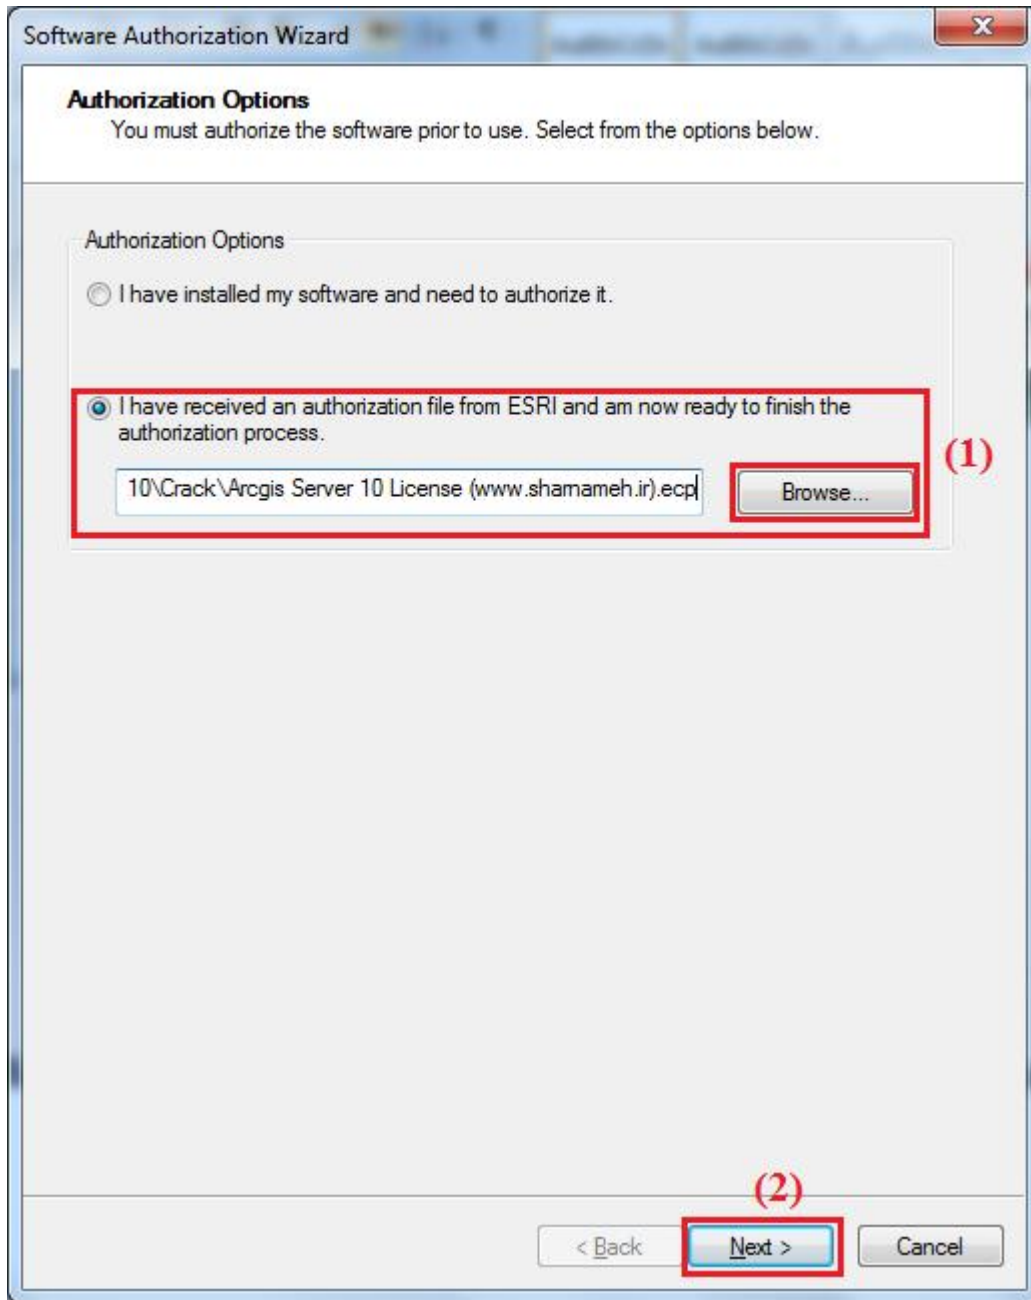 Software Authorization Wizard
Authorization Options
You must authorize the software prior to use. Select from the options below.
Authorization Options
I have installed my software and need to authorize it.
I have received an authorization file from ESRI and am now ready to finish the
authorization process.
(1)
10\Crack\Arcgis Server 10 License (www.sharnameh.ir).ecp
Browse...
(2)
< Back
Next >
Cancel